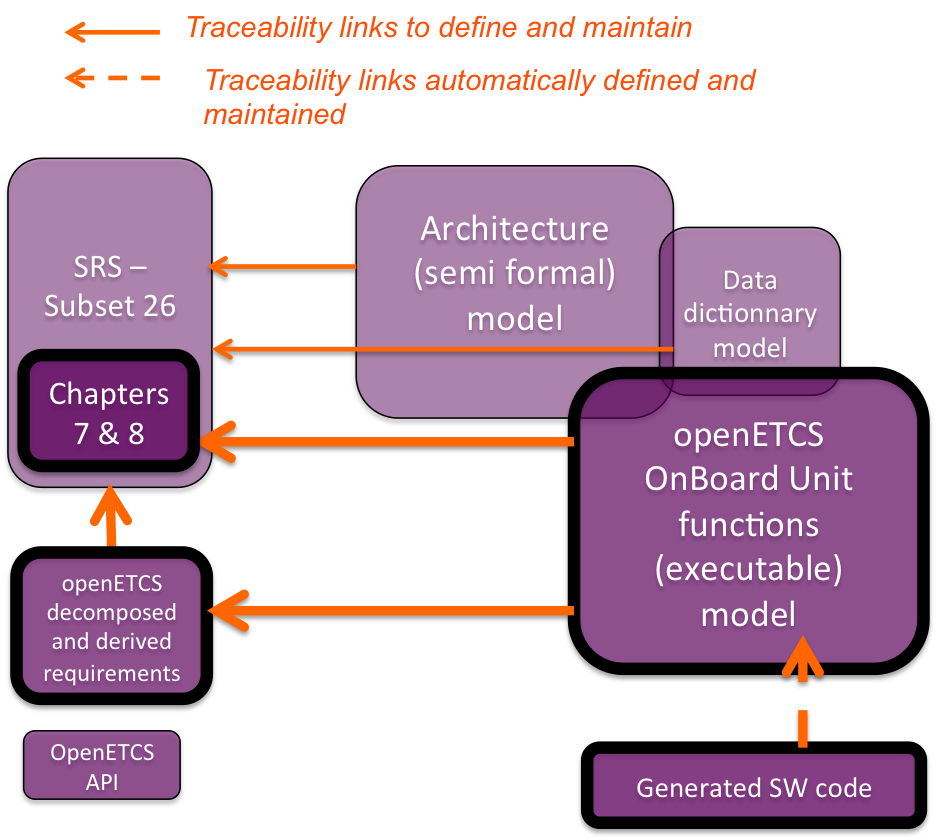 Traceability links to define and maintain
Traceability links automatically defined and
maintained
SRS –
Subset 26
Chapters
7 & 8
Architecture
(semi formal)
model
Data
dictionnary
model
openETCS
OnBoard Unit
functions
(executable)
model
openETCS
decomposed
and derived
requirements
OpenETCS
API
Generated SW code